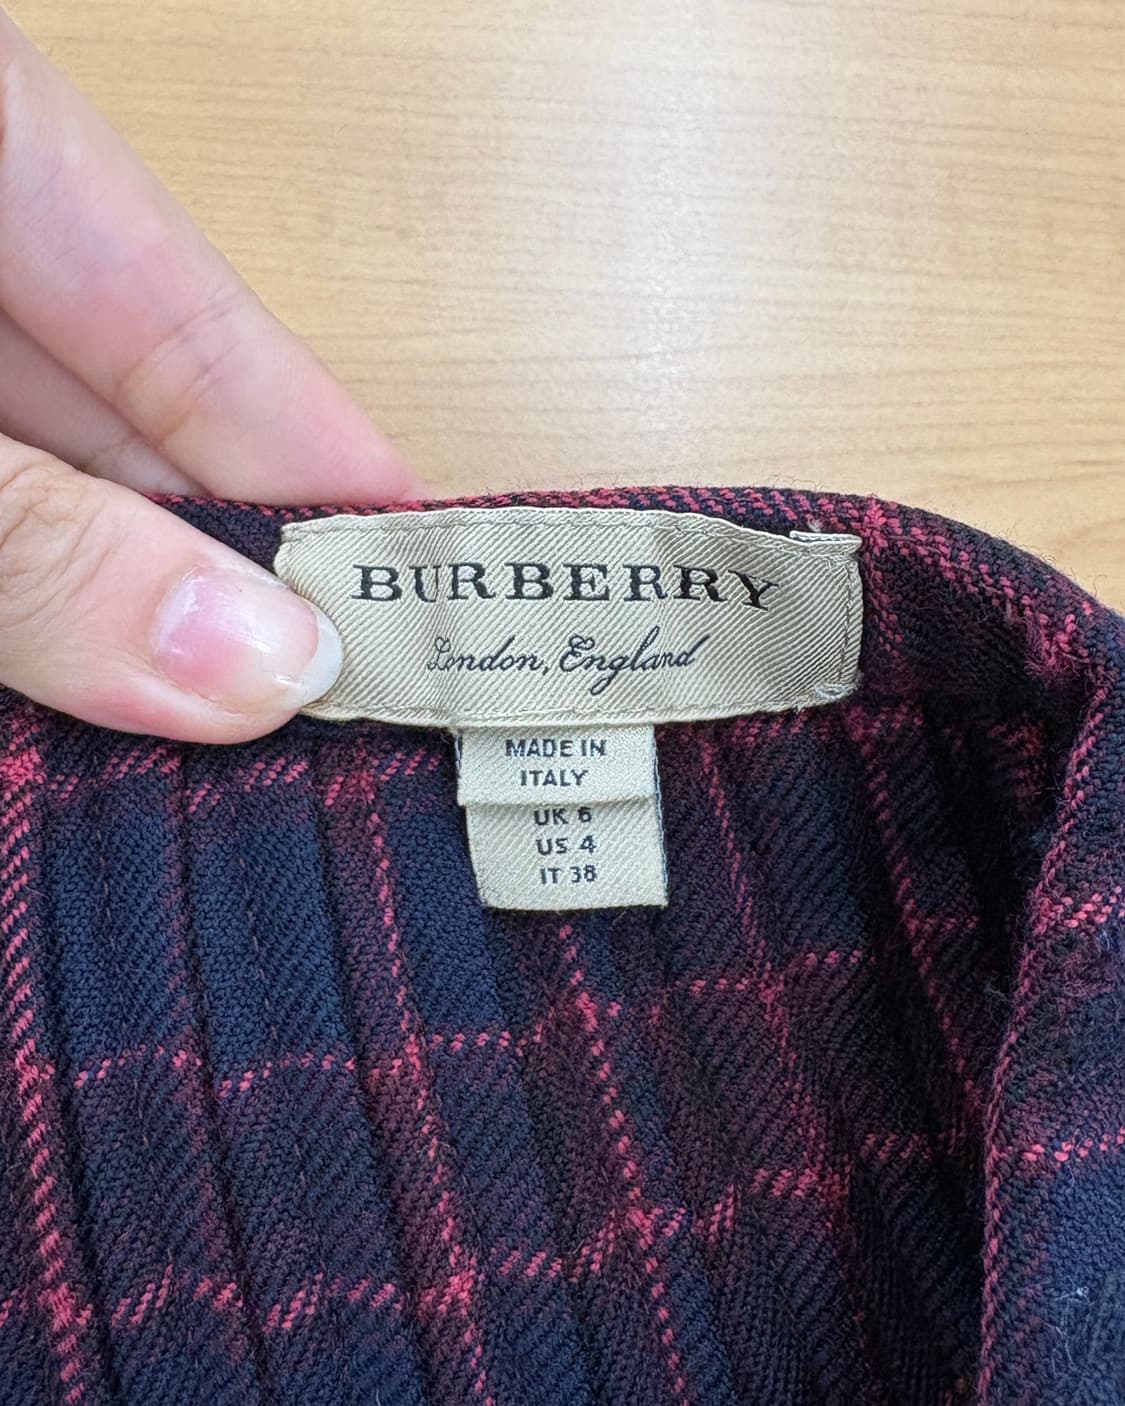 BURBERRY
London, England
MADE IN
ITALY
UK 6
US 4
IT 38